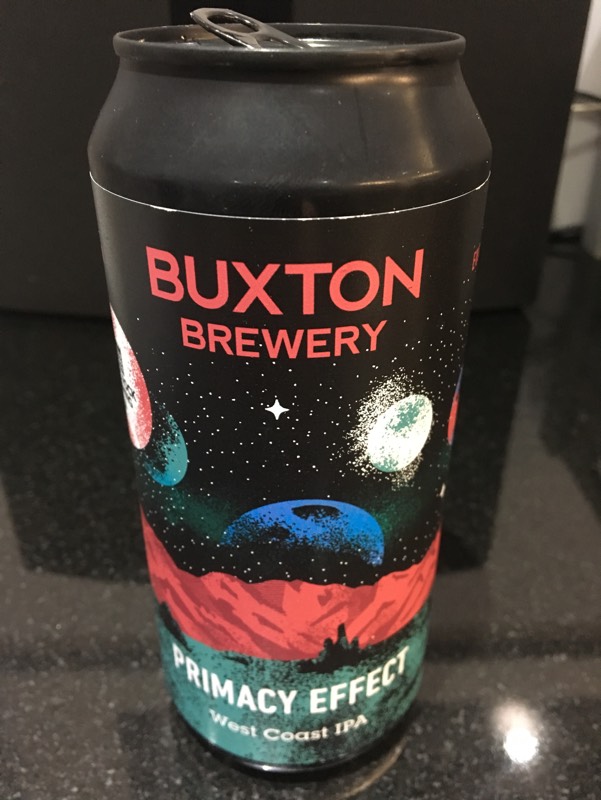 BUXTON
BREWERY
PRIMACY EFFECT
West Coast IPA